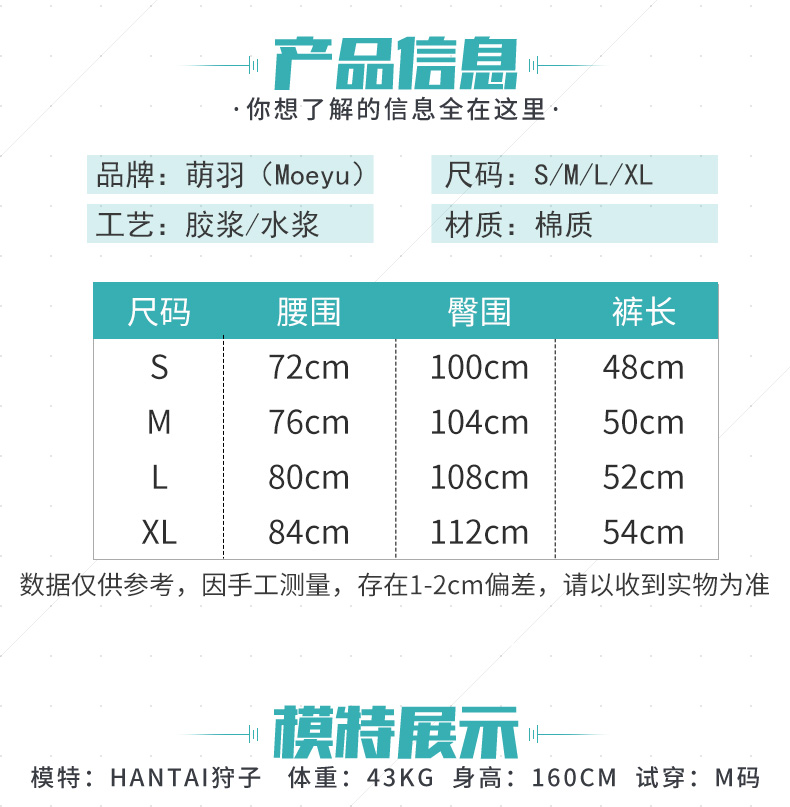 产品信息
·你想了解的信息全在这里·
品牌：萌羽（Moeyu） 尺码：S/M/L/XL
工艺：胶浆/水浆 材质：棉质
尺码 腰围 臀围 裤长
S 72cm 100cm 48cm
M 76cm 104cm 50cm
L 80cm 108cm 52cm
XL 84cm 112cm 54cm
数据仅供参考，因手工测量，存在1-2cm偏差，请以收到实物为准
模特展示
模特：HANTAI狩子 体重：43KG 身高：160CM 试穿：M码